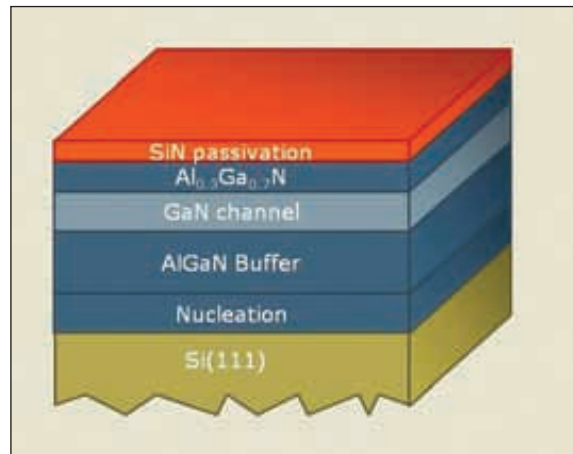 SiN passivation
Al₀.₃Ga₀.₇N
GaN channel
AlGaN Buffer
Nucleation
Si(111)